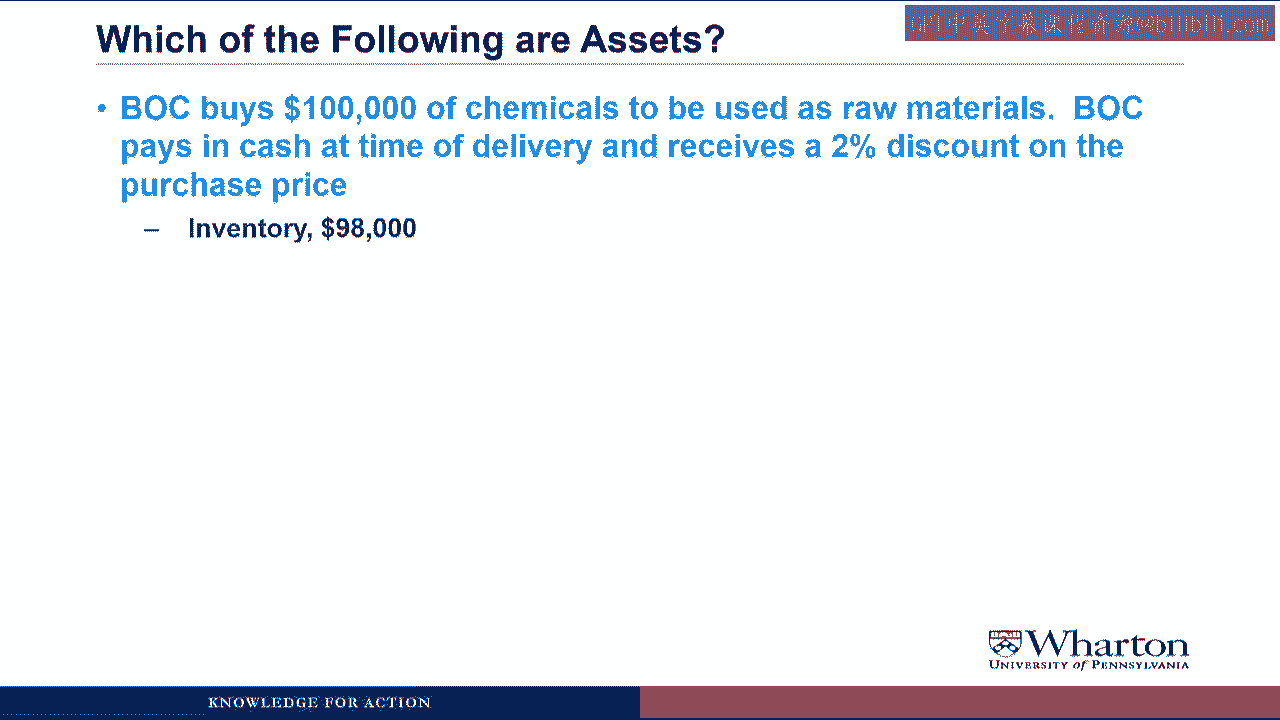 Which of the Following are Assets?
• BOC buys $100,000 of chemicals to be used as raw materials. BOC
pays in cash at time of delivery and receives a 2% discount on the
purchase price
– Inventory, $98,000
Wharton
UNIVERSITY of PENNSYLVANIA
KNOWLEDGE FOR ACTION